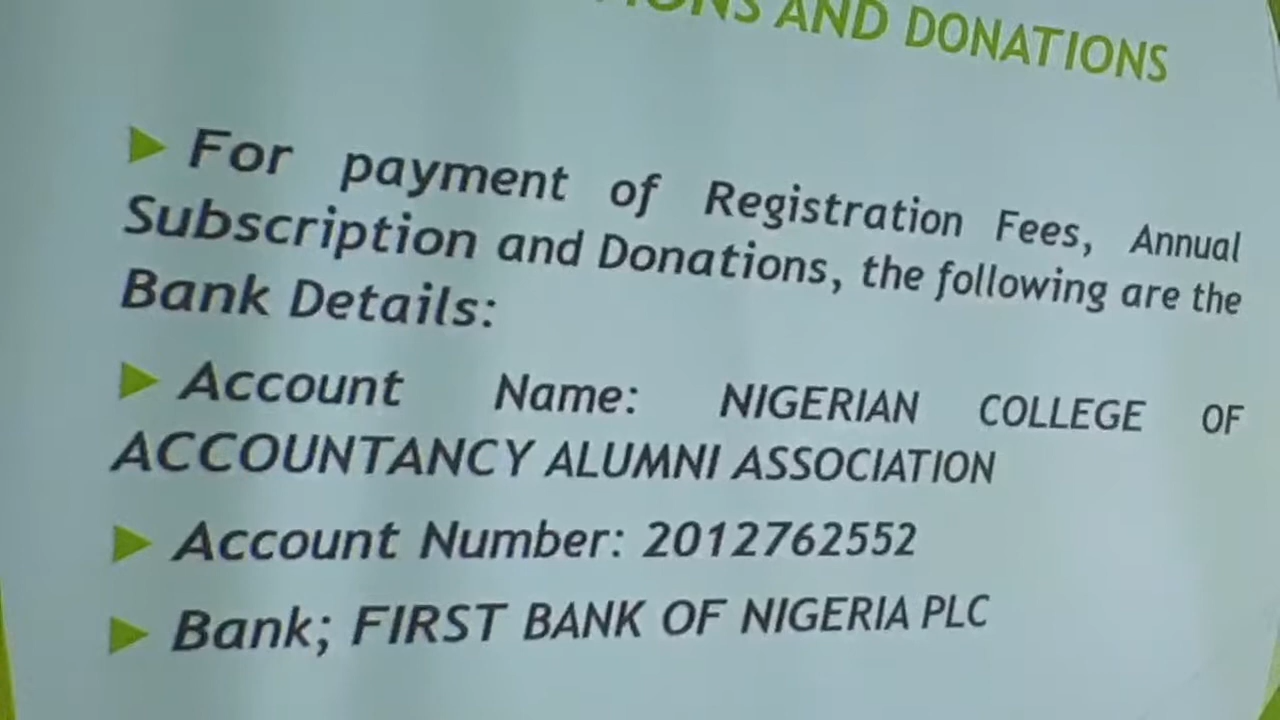 AND DONATIONS
For payment of Registration Fees, Annual
Subscription and Donations, the following are the
Bank Details:
Account Name: NIGERIAN COLLEGE OF
ACCOUNTANCY ALUMNI ASSOCIATION
Account Number: 2012762552
Bank; FIRST BANK OF NIGERIA PLC